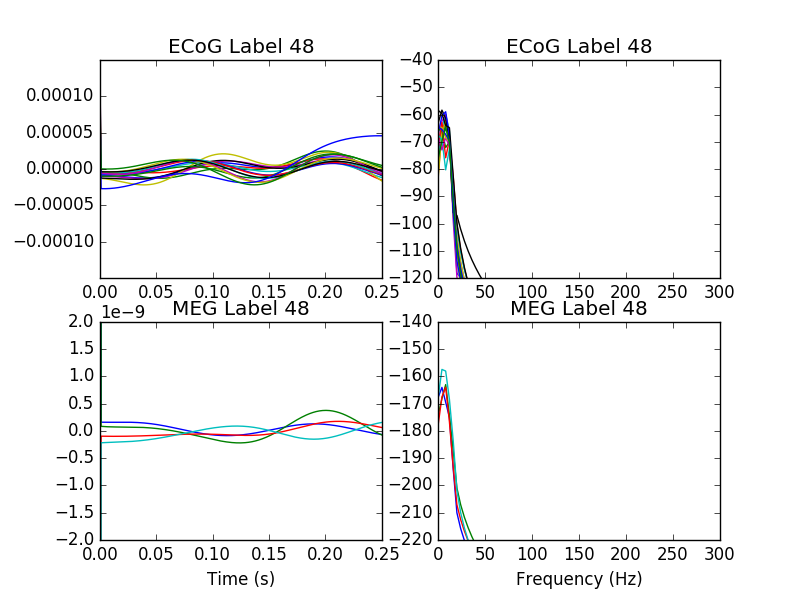 ECoG Label 48
0.00010
0.00005
0.00000
−0.00005
−0.00010
0.00 0.05 0.10 0.15 0.20 0.25
ECoG Label 48
−40
−50
−60
−70
−80
−90
−100
−110
−120
0 50 100 150 200 250 300
MEG Label 48
1e−9
2.0
1.5
1.0
0.5
0.0
−0.5
−1.0
−1.5
−2.0
0.00 0.05 0.10 0.15 0.20 0.25
Time (s)
MEG Label 48
−140
−150
−160
−170
−180
−190
−200
−210
−220
0 50 100 150 200 250 300
Frequency (Hz)